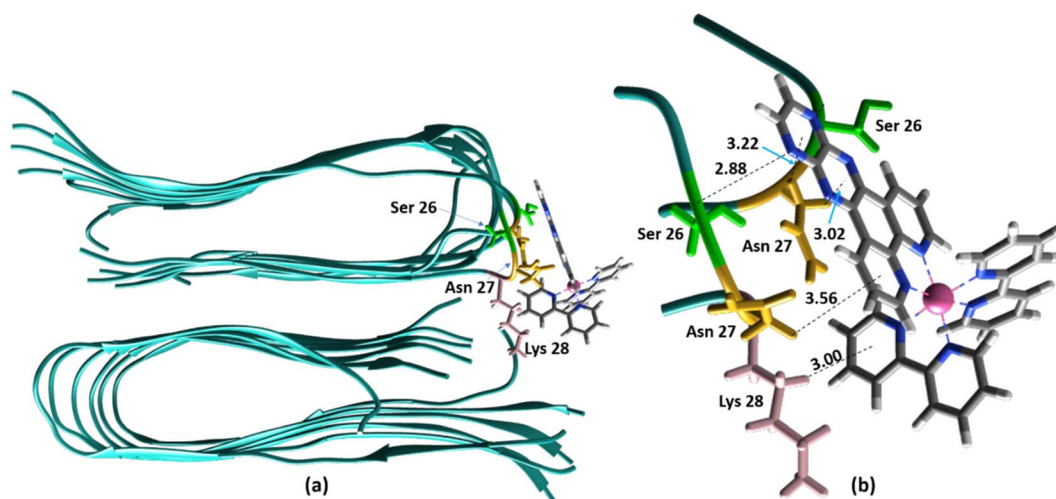 Ser 26
Asn 27
Lys 28
(a)
Ser 26
3.22
2.88
Ser 26
Asn 27
3.02
3.56
Asn 27
3.00
Lys 28
(b)